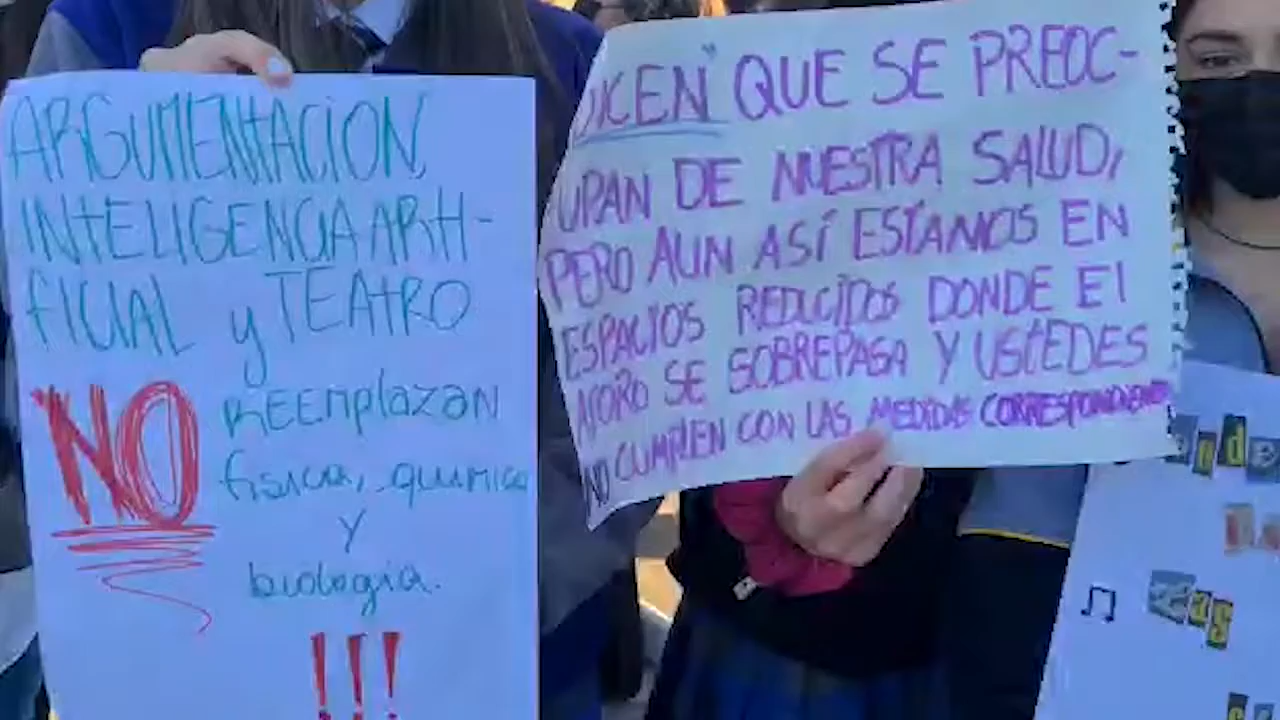 ARGUMENTACION,
INTELIGENCIA ARTI-
FICIAL y TEATRO
NO REEmplazan
fisica, quimica
Y
biologia.
!!!
"DICEN" QUE SE PREOC-
UPAN DE NUESTRA SALUD,
PERO AUN ASÍ ESTAMOS EN
ESPACIOS REDUCIDOS DONDE El
AFORO SE SOBREPASA Y USTEDES
NO CUMPLEN CON LAS MEDIDAS